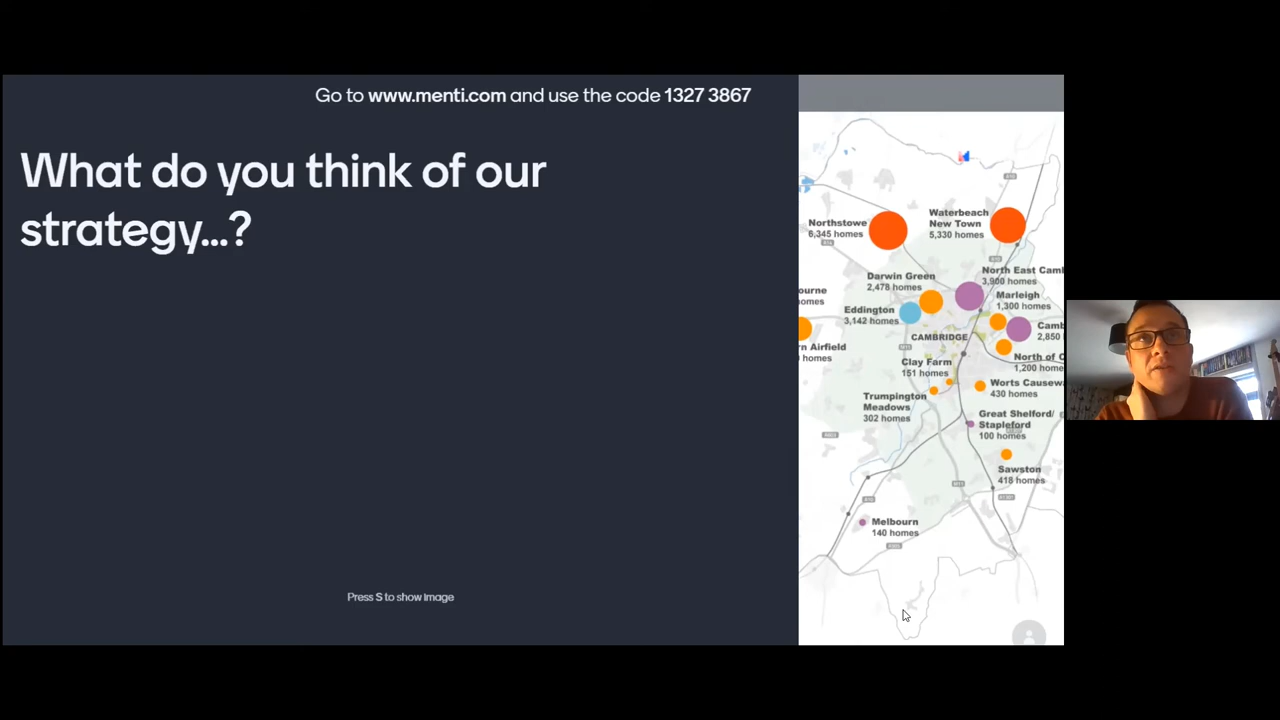 Go to www.menti.com and use the code 1327 3867
What do you think of our
strategy...?
Press S to show image
Northstowe
6,345 homes
Waterbeach
New Town
5,330 homes
Darwin Green
2,478 homes
North East Camb
3,900 homes
Marleigh
1,300 homes
Eddington
3,142 homes
ourne
omes
Camb
2,850
CAMBRIDGE
rn Airfield
homes
North of C
1,200 home
Clay Farm
151 homes
Worts Causewa
430 homes
Trumpington
Meadows
302 homes
Great Shelford/
Stapleford
100 homes
Sawston
418 homes
Melbourn
140 homes